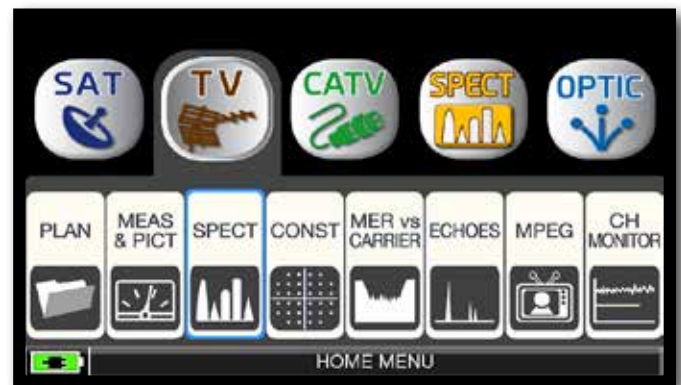 SAT
TV
CATV
SPECT
OPTIC
PLAN
MEAS
& PICT
SPECT
CONST
MER vs
CARRIER
ECHOES
MPEG
CH
MONITOR
HOME MENU